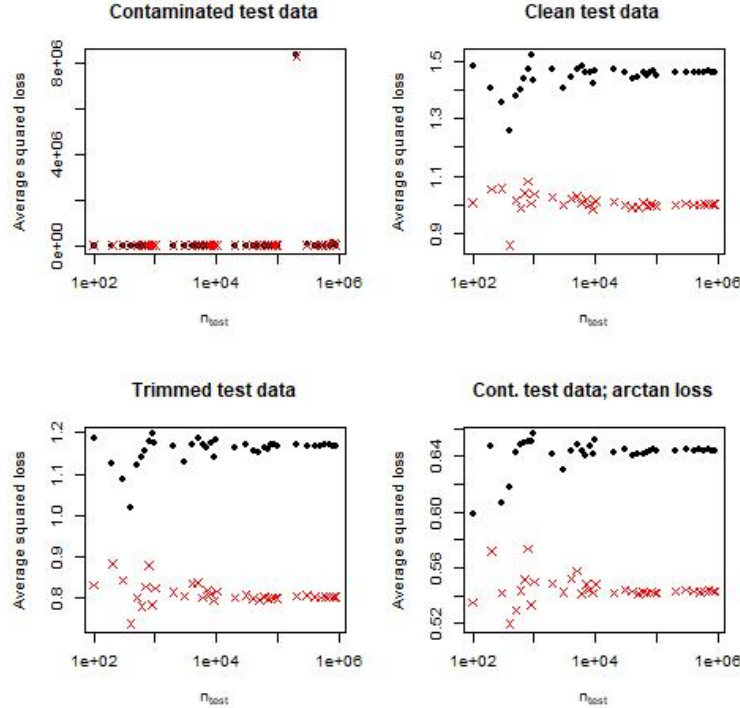 Contaminated test data
Average squared loss
0e+00
4e+06
8e+06
1e+02
1e+04
1e+06
n_test
Clean test data
Average squared loss
0.9
1.1
1.3
1.5
1e+02
1e+04
1e+06
n_test
Trimmed test data
Average squared loss
0.8
0.9
1.0
1.1
1.2
1e+02
1e+04
1e+06
n_test
Cont. test data; arctan loss
Average squared loss
0.52
0.56
0.60
0.64
1e+02
1e+04
1e+06
n_test